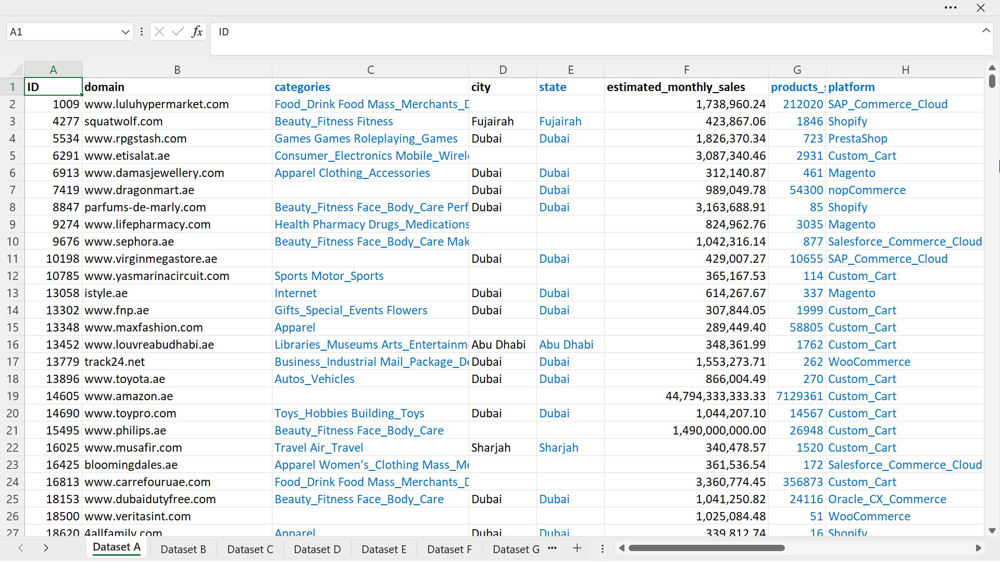 A1 fx ID
A B C D E F G H
1 ID domain categories city state estimated_monthly_sales products_ platform
2 1009 www.luluhypermarket.com Food_Drink Food Mass_Merchants_D 1,738,960.24 212020 SAP_Commerce_Cloud
3 4277 squatwolf.com Beauty_Fitness Fitness Fujairah Fujairah 423,867.06 1846 Shopify
4 5534 www.rpgstash.com Games Games Roleplaying_Games Dubai Dubai 1,826,370.34 723 PrestaShop
5 6291 www.etisalat.ae Consumer_Electronics Mobile_Wirel 3,087,340.46 2931 Custom_Cart
6 6913 www.damasjewellery.com Apparel Clothing_Accessories Dubai Dubai 312,140.87 461 Magento
7 7419 www.dragonmart.ae Dubai Dubai 989,049.78 54300 nopCommerce
8 8847 parfums-de-marly.com Beauty_Fitness Face_Body_Care Perf Dubai Dubai 3,163,688.91 85 Shopify
9 9274 www.lifepharmacy.com Health Pharmacy Drugs_Medications 824,962.76 3035 Magento
10 9676 www.sephora.ae Beauty_Fitness Face_Body_Care Mak 1,042,316.14 877 Salesforce_Commerce_Cloud
11 10198 www.virginmegastore.ae Dubai Dubai 429,007.27 10655 SAP_Commerce_Cloud
12 10785 www.yasmarinacircuit.com Sports Motor_Sports 365,167.53 114 Custom_Cart
13 13058 istyle.ae Internet Dubai Dubai 614,267.67 337 Magento
14 13302 www.fnp.ae Gifts_Special_Events Flowers Dubai Dubai 307,844.05 1999 Custom_Cart
15 13348 www.maxfashion.com Apparel 289,449.40 58805 Custom_Cart
16 13452 www.louvreabudhabi.ae Libraries_Museums Arts_Entertainm Abu Dhabi Abu Dhabi 348,361.99 1762 Custom_Cart
17 13779 track24.net Business_Industrial Mail_Package_De Dubai Dubai 1,553,273.71 262 WooCommerce
18 13896 www.toyota.ae Autos_Vehicles Dubai Dubai 866,004.49 270 Custom_Cart
19 14605 www.amazon.ae 44,794,333,333.33 7129361 Custom_Cart
20 14690 www.toypro.com Toys_Hobbies Building_Toys Dubai Dubai 1,044,207.10 14567 Custom_Cart
21 15495 www.philips.ae Beauty_Fitness Face_Body_Care 1,490,000,000.00 26948 Custom_Cart
22 16025 www.musafir.com Travel Air_Travel Sharjah Sharjah 340,478.57 1520 Custom_Cart
23 16425 bloomingdales.ae Apparel Women's_Clothing Mass_Me 361,536.54 172 Salesforce_Commerce_Cloud
24 16813 www.carrefouruae.com Food_Drink Food Mass_Merchants_D 3,360,774.45 356873 Custom_Cart
25 18153 www.dubaidutyfree.com Beauty_Fitness Face_Body_Care Dubai Dubai 1,041,250.82 24116 Oracle_CX_Commerce
26 18500 www.veritasint.com 1,025,084.48 51 WooCommerce
27 18620 4allfamily.com Apparel Dubai Dubai 339,812.74 16 Shopify
Dataset A Dataset B Dataset C Dataset D Dataset E Dataset F Dataset G